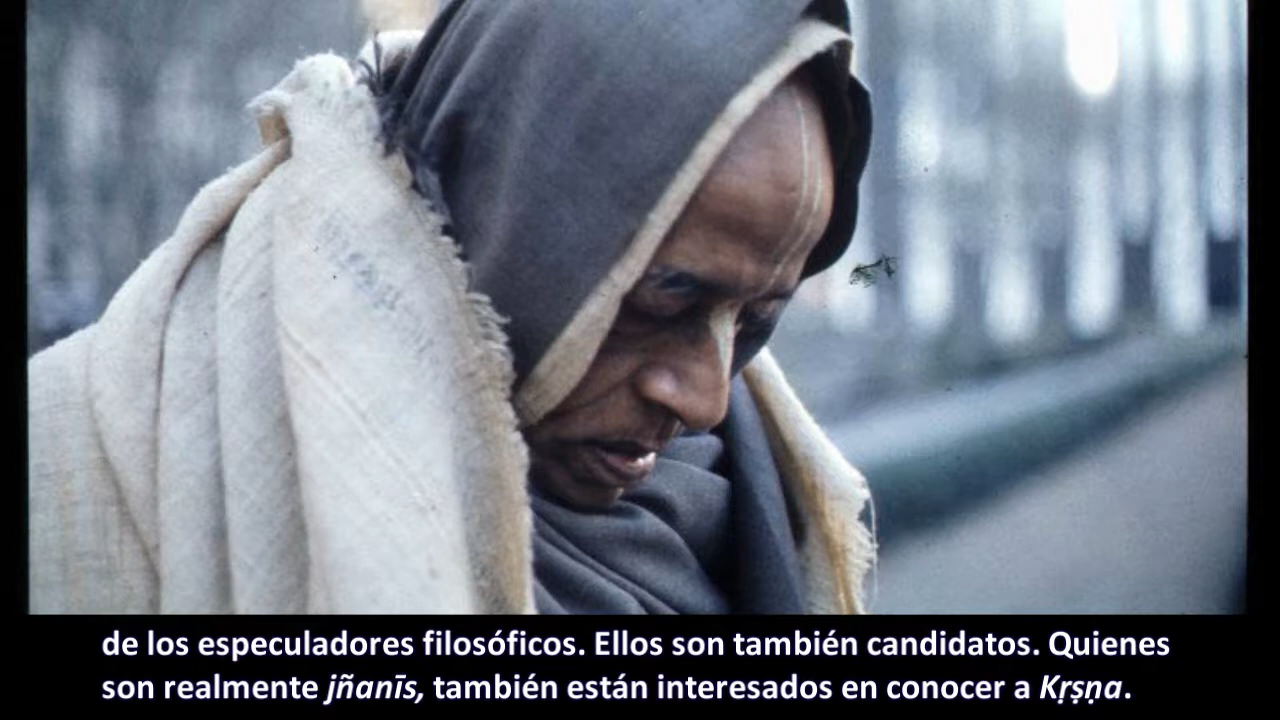 de los especuladores filosóficos. Ellos son también candidatos. Quienes
son realmente jñanīs, también están interesados en conocer a Kṛṣṇa.